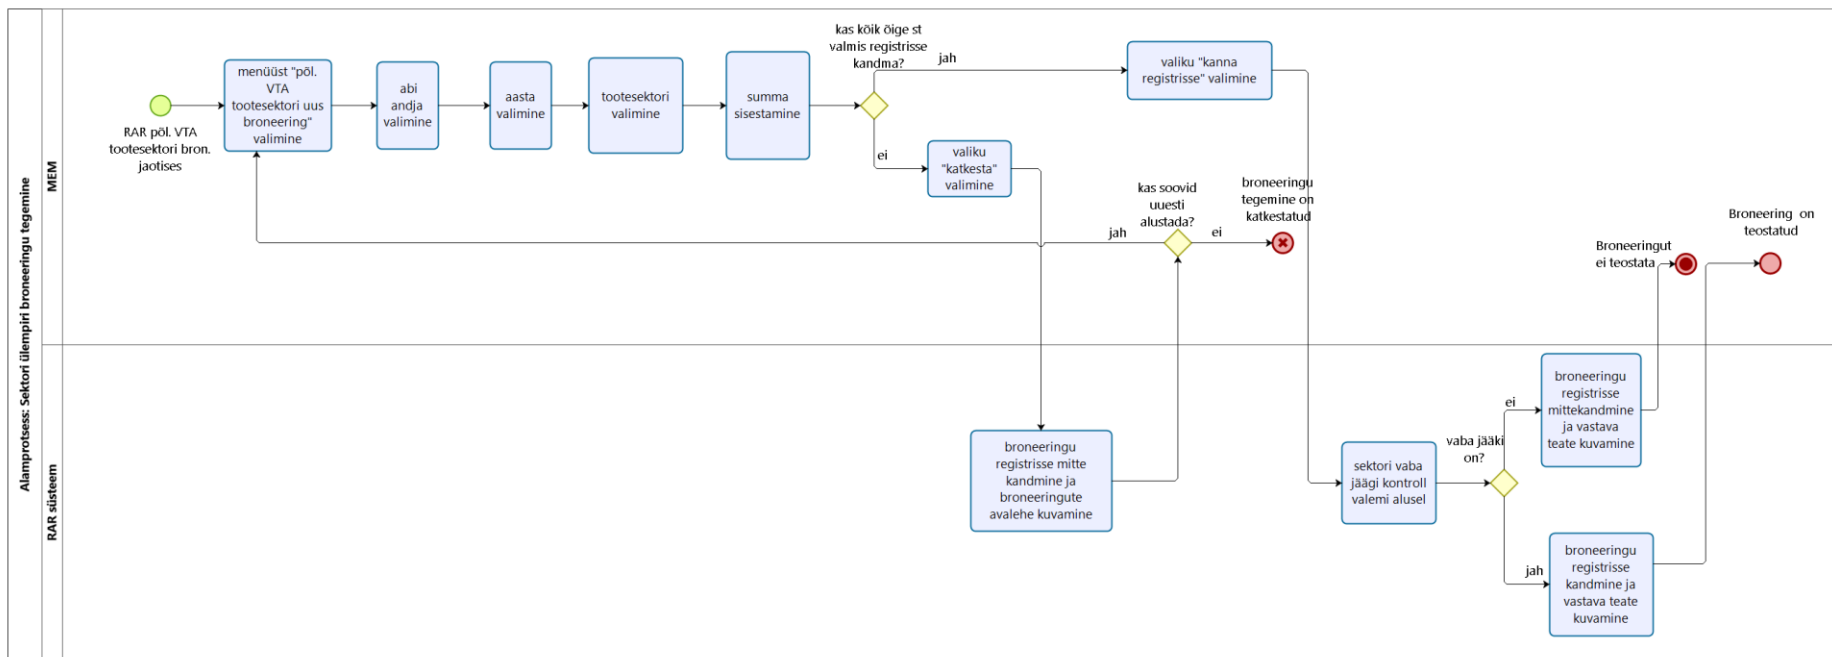 Alamprotsess: Sektori ülempiiri broneeringu tegemine
MEM
RAR süsteem
RAR põl. VTA
tootesektori bron.
jaotises
menüüst "põl.
VTA
tootesektori uus
broneering"
valimine
abi
andja
valimine
aasta
valimine
tootesektori
valimine
summa
sisestamine
kas kõik õige st
valmis registrisse
kandma?
jah
ei
valiku "kanna
registrisse" valimine
valiku
"katkesta"
valimine
kas soovid
uuesti
alustada?
jah
ei
broneeringu
tegemine on
katkestatud
Broneeringut
ei teostata
Broneering on
teostatud
broneeringu
registrisse mitte
kandmine ja
broneeringute
avalehe kuvamine
sektori vaba
jäägi kontroll
valemi alusel
vaba jääki
on?
ei
jah
broneeringu
registrisse
mittekandmine
ja vastava
teate kuvamine
broneeringu
registrisse
kandmine ja
vastava teate
kuvamine